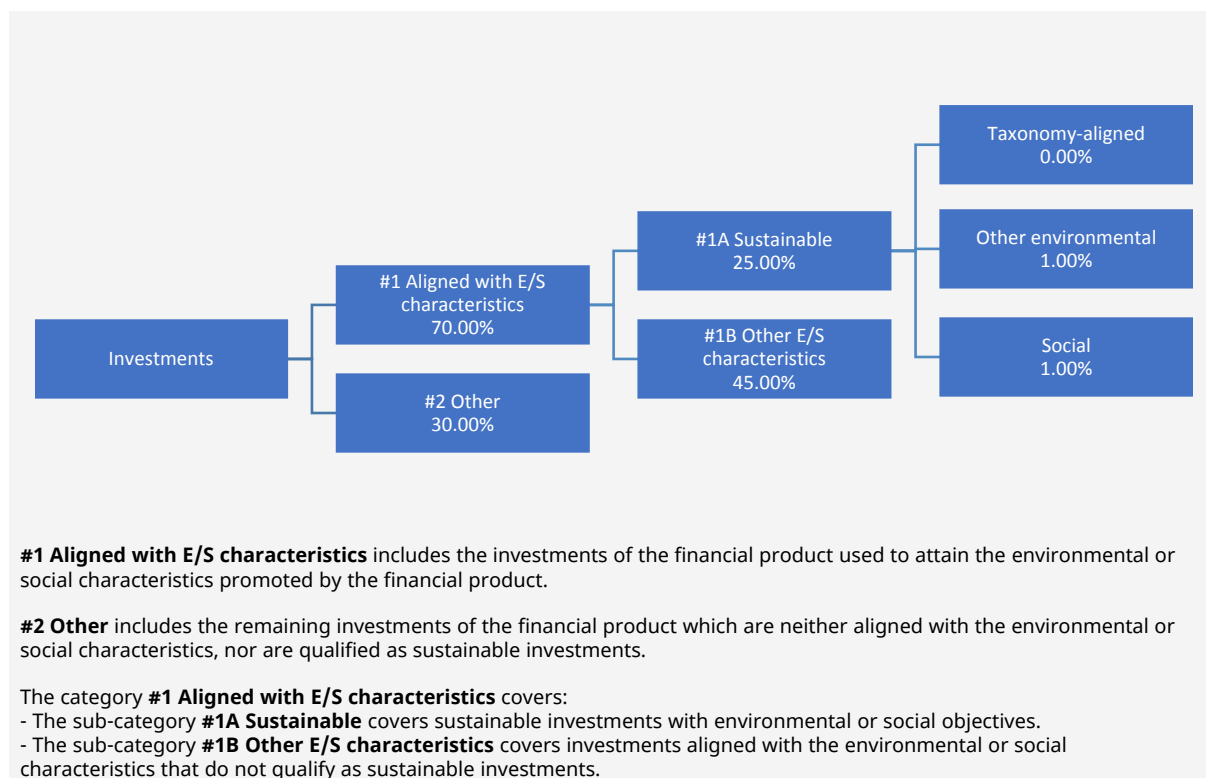 Investments
#1 Aligned with E/S
characteristics
70.00%
#2 Other
30.00%
#1A Sustainable
25.00%
#1B Other E/S
characteristics
45.00%
Taxonomy-aligned
0.00%
Other environmental
1.00%
Social
1.00%
#1 Aligned with E/S characteristics includes the investments of the financial product used to attain the environmental or
social characteristics promoted by the financial product.
#2 Other includes the remaining investments of the financial product which are neither aligned with the environmental or
social characteristics, nor are qualified as sustainable investments.
The category #1 Aligned with E/S characteristics covers:
- The sub-category #1A Sustainable covers sustainable investments with environmental or social objectives.
- The sub-category #1B Other E/S characteristics covers investments aligned with the environmental or social
characteristics that do not qualify as sustainable investments.